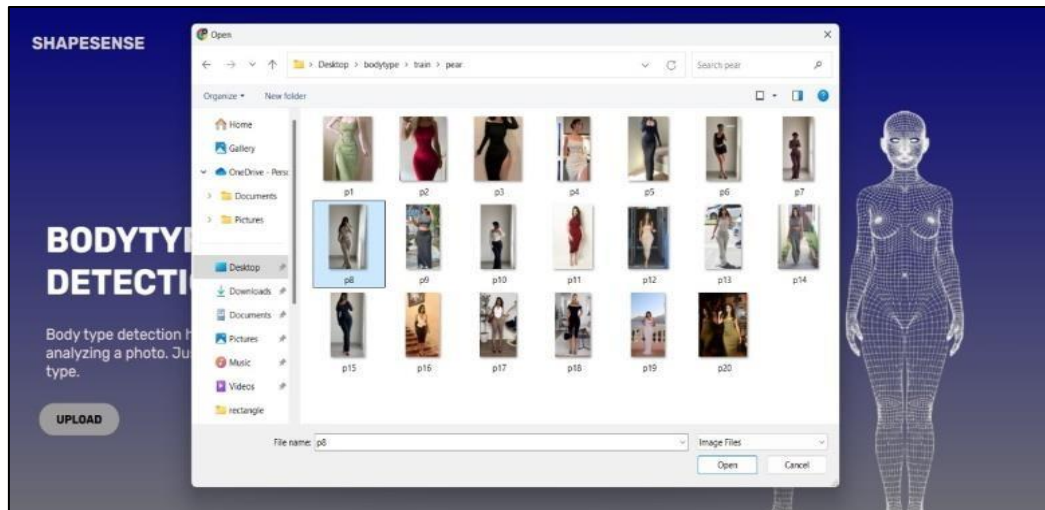 SHAPESENSE
Open
Desktop > bodytype > train > pear
Search pear
Organize
New folder
Home
Gallery
OneDrive - Pers
Documents
Pictures
Desktop
Downloads
Documents
Pictures
Music
Videos
rectangle
p1 p2 p3 p4 p5 p6 p7
p8 p9 p10 p11 p12 p13 p14
p15 p16 p17 p18 p19 p20
File name: p8
Image Files
Open Cancel
BODYTY
DETECTI
Body type detection h
analyzing a photo. Ju
type.
UPLOAD